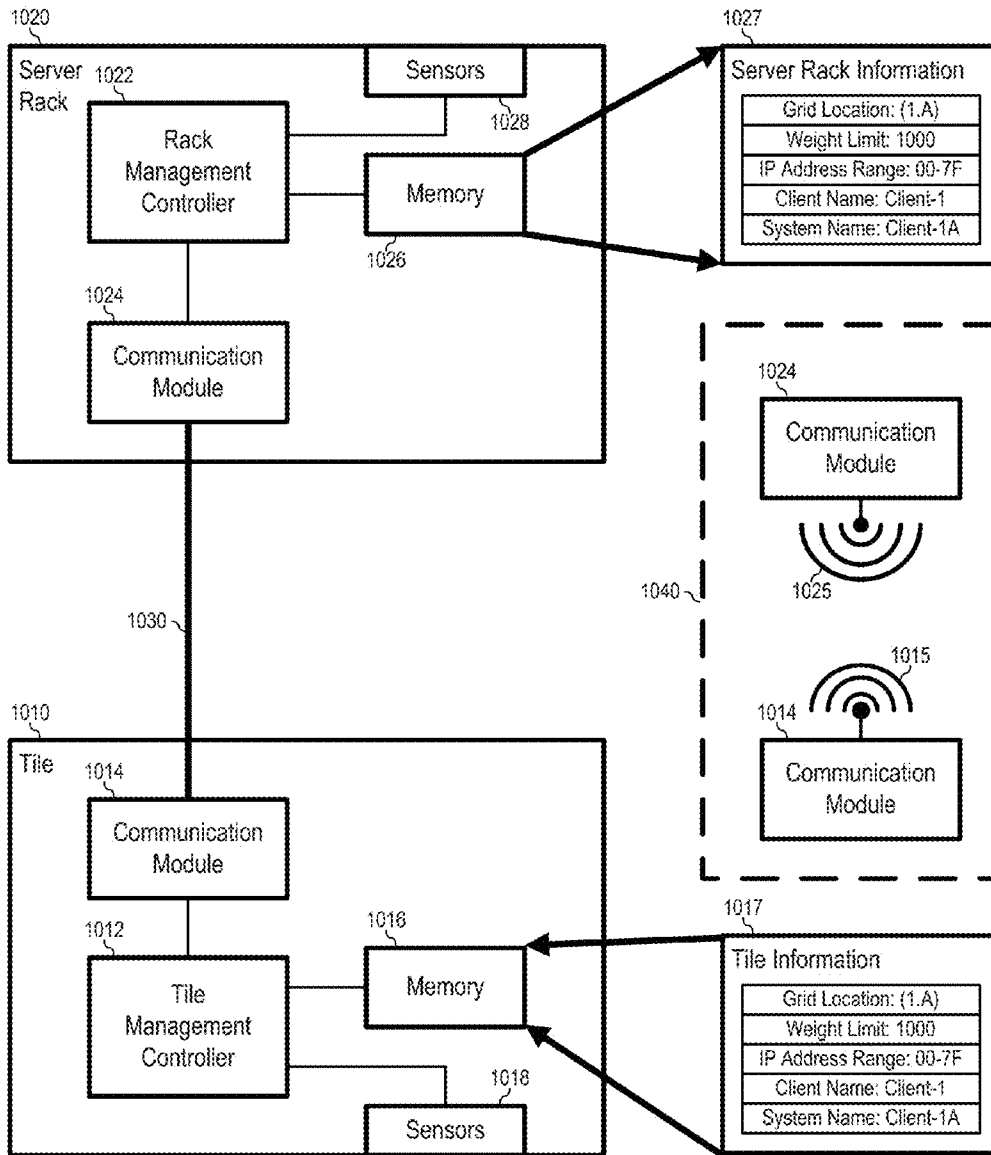 1020
Server
Rack
1022
Rack
Management
Controller
Sensors
1028
Memory
1026
1024
Communication
Module
1027
Server Rack Information
Grid Location: (1.A)
Weight Limit: 1000
IP Address Range: 00-7F
Client Name: Client-1
System Name: Client-1A
1030
1040
1024
Communication
Module
1025
1015
1014
Communication
Module
1010
Tile
1014
Communication
Module
1012
Tile
Management
Controller
1016
Memory
1018
Sensors
1017
Tile Information
Grid Location: (1.A)
Weight Limit: 1000
IP Address Range: 00-7F
Client Name: Client-1
System Name: Client-1A